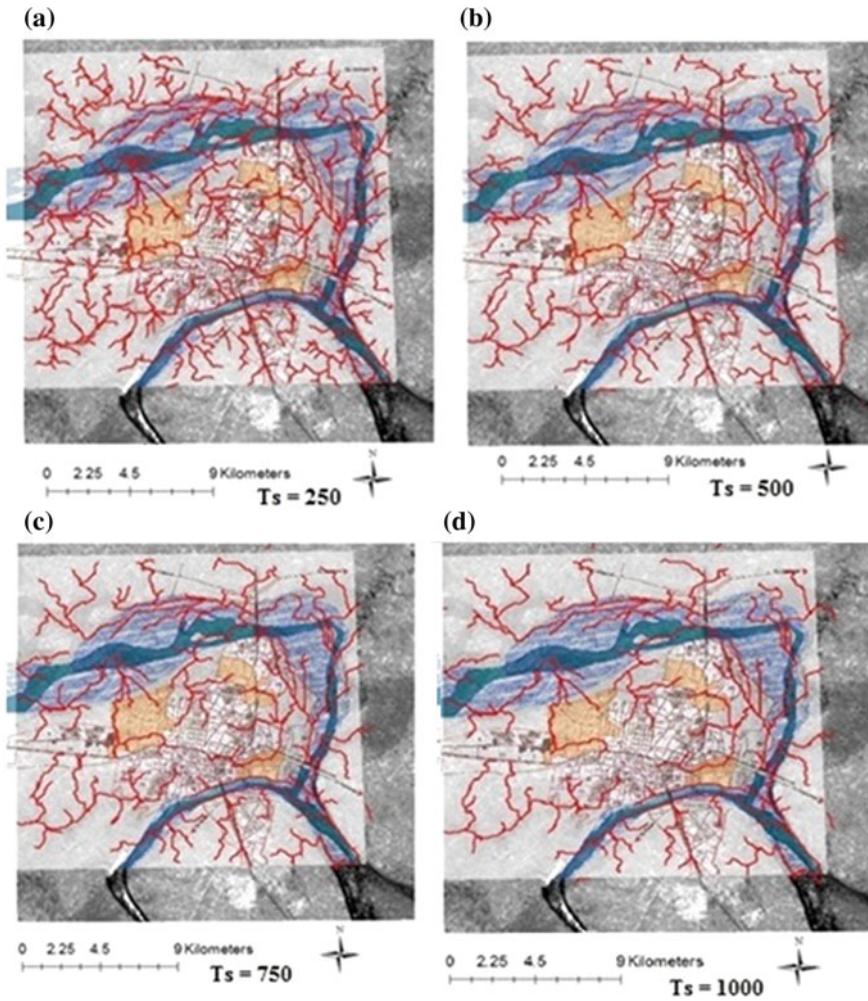 (a)
(b)
N
0 2.25 4.5 9 Kilometers
Ts = 250
N
0 2.25 4.5 9 Kilometers
Ts = 500
(c)
(d)
N
0 2.25 4.5 9 Kilometers
Ts = 750
N
0 2.25 4.5 9 Kilometers
Ts = 1000